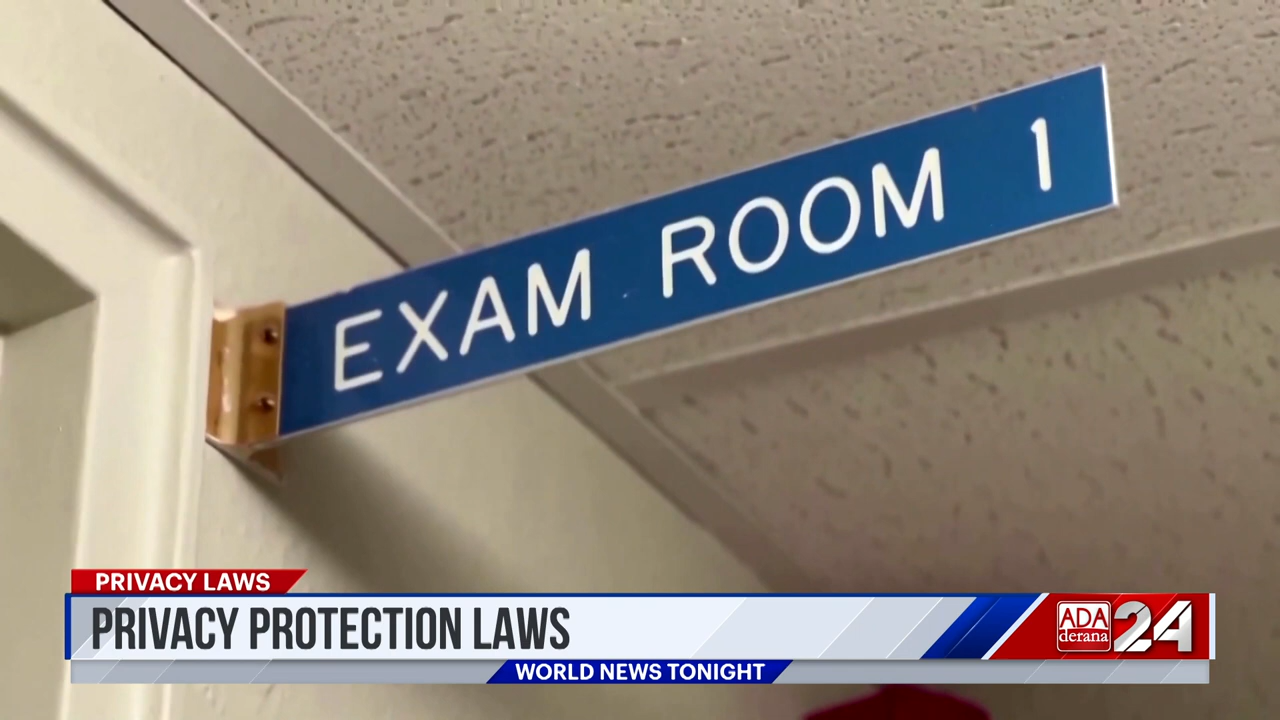 EXAM ROOM 1
PRIVACY LAWS
PRIVACY PROTECTION LAWS
ADA
derana
24
WORLD NEWS TONIGHT